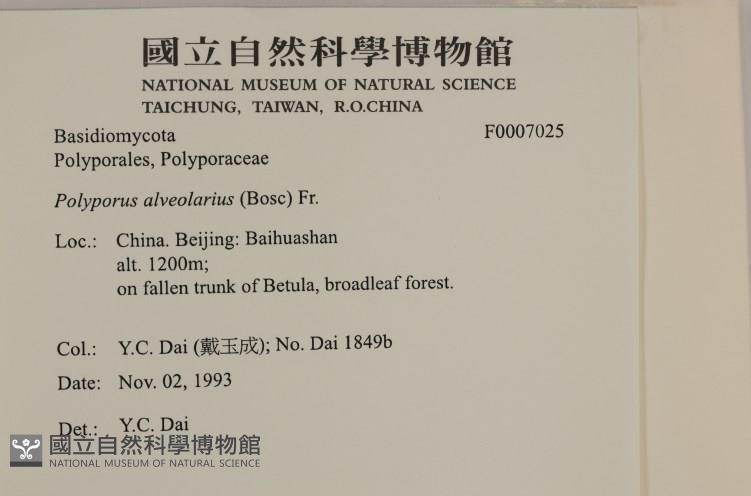 國立自然科學博物館
NATIONAL MUSEUM OF NATURAL SCIENCE
TAICHUNG, TAIWAN, R.O.CHINA
Basidiomycota F0007025
Polyporales, Polyporaceae
Polyporus alveolarius (Bosc) Fr.
Loc.: China. Beijing: Baihuashan
alt. 1200m;
on fallen trunk of Betula, broadleaf forest.
Col.: Y.C. Dai (戴玉成); No. Dai 1849b
Date: Nov. 02, 1993
Det.: Y.C. Dai
國立自然科學博物館
NATIONAL MUSEUM OF NATURAL SCIENCE